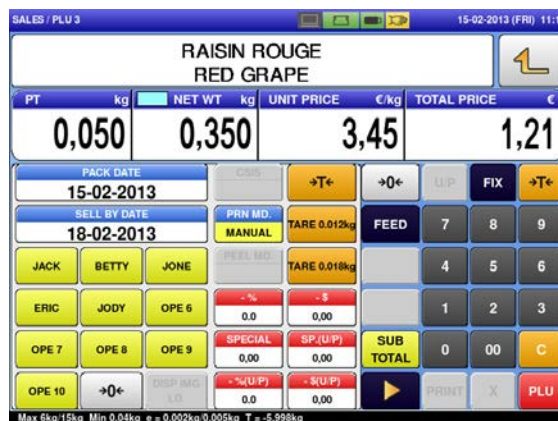 SALES / PLU 3 15-02-2013 (FRI) 11:1
RAISIN ROUGE
RED GRAPE
PT kg NET WT kg UNIT PRICE €/kg TOTAL PRICE €
0,050 0,350 3,45 1,21
PACK DATE
15-02-2013
→T← →0← U/P FIX →T←
SELL BY DATE
18-02-2013
PRN MD.
MANUAL
TARE 0.012kg FEED 7 8 9
JACK BETTY JONE PEEL MD. TARE 0.018kg 4 5 6
ERIC JODY OPE 6
- %
0.0
- $
0,00
1 2 3
OPE 7 OPE 8 OPE 9
SPECIAL
0,00
SP.(U/P)
0,00
SUB
TOTAL
0 00 C
OPE 10 →0←
DISP IMG
- %(U/P)
0.0
- $(U/P)
0,00
PRINT X PLU
Max 6kg/15kg Min 0.04kg e = 0.002kg/0.005kg T = -5.998kg